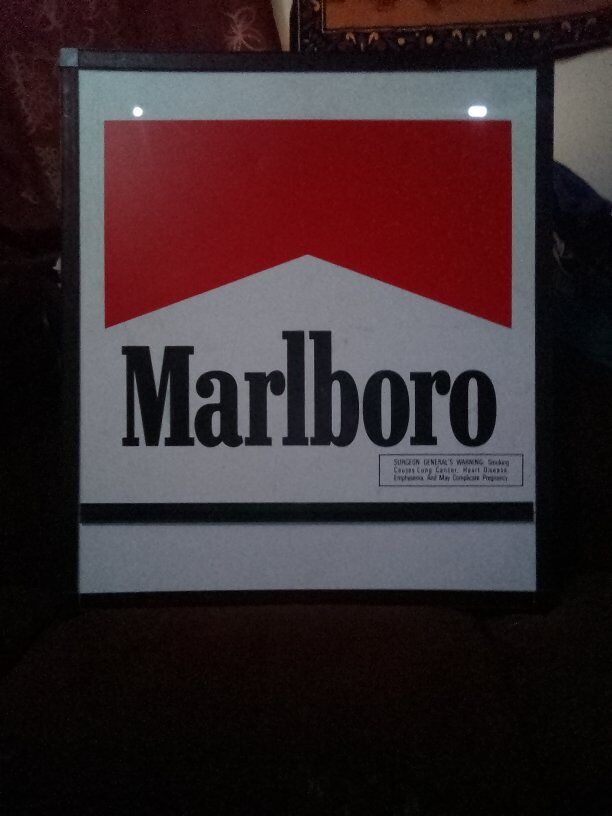 Marlboro
SURGEON GENERAL'S WARNING: Smoking
Causes Lung Cancer, Heart Disease,
Emphysema, And May Complicate Pregnancy.